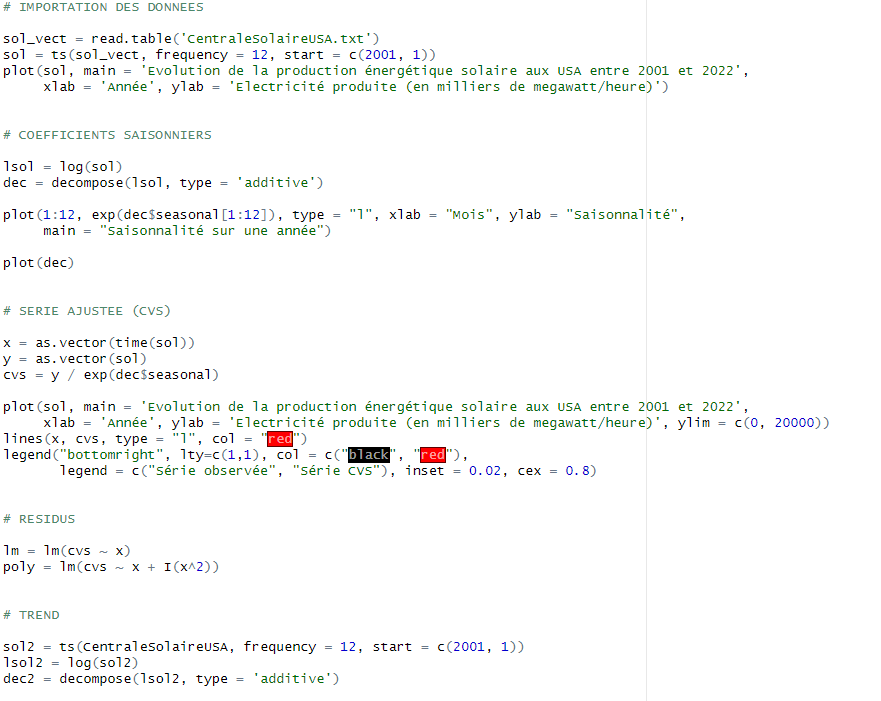 # IMPORTATION DES DONNEES
sol_vect = read.table('CentraleSolaireUSA.txt')
sol = ts(sol_vect, frequency = 12, start = c(2001, 1))
plot(sol, main = 'Evolution de la production énergétique solaire aux USA entre 2001 et 2022',
     xlab = 'Année', ylab = 'Electricité produite (en milliers de megawatt/heure)')
# COEFFICIENTS SAISONNIERS
lsol = log(sol)
dec = decompose(lsol, type = 'additive')
plot(1:12, exp(dec$seasonal[1:12]), type = "l", xlab = "Mois", ylab = "Saisonnalité",
     main = "Saisonnalité sur une année")
plot(dec)
# SERIE AJUSTEE (CVS)
x = as.vector(time(sol))
y = as.vector(sol)
cvs = y / exp(dec$seasonal)
plot(sol, main = 'Evolution de la production énergétique solaire aux USA entre 2001 et 2022',
     xlab = 'Année', ylab = 'Electricité produite (en milliers de megawatt/heure)', ylim = c(0, 20000))
lines(x, cvs, type = "l", col = "red")
legend("bottomright", lty=c(1,1), col = c("black", "red"),
       legend = c("Série observée", "Série CVS"), inset = 0.02, cex = 0.8)
# RESIDUS
lm = lm(cvs ~ x)
poly = lm(cvs ~ x + I(x^2))
# TREND
sol2 = ts(CentraleSolaireUSA, frequency = 12, start = c(2001, 1))
lsol2 = log(sol2)
dec2 = decompose(lsol2, type = 'additive')